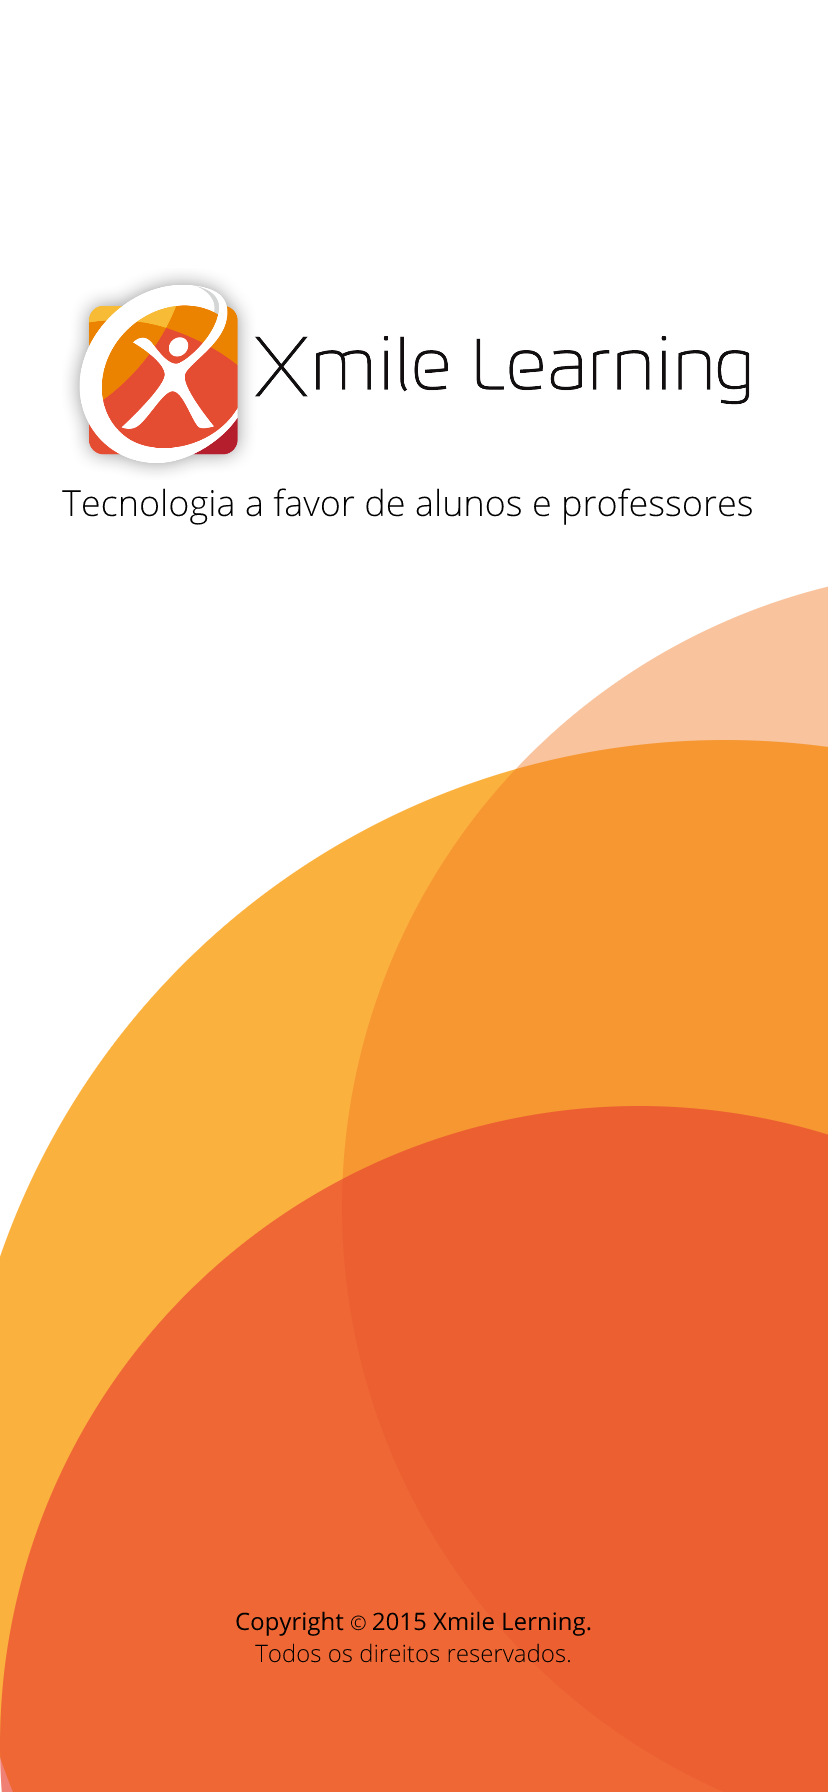 Xmile Learning
Tecnologia a favor de alunos e professores
Copyright © 2015 Xmile Lerning.
Todos os direitos reservados.